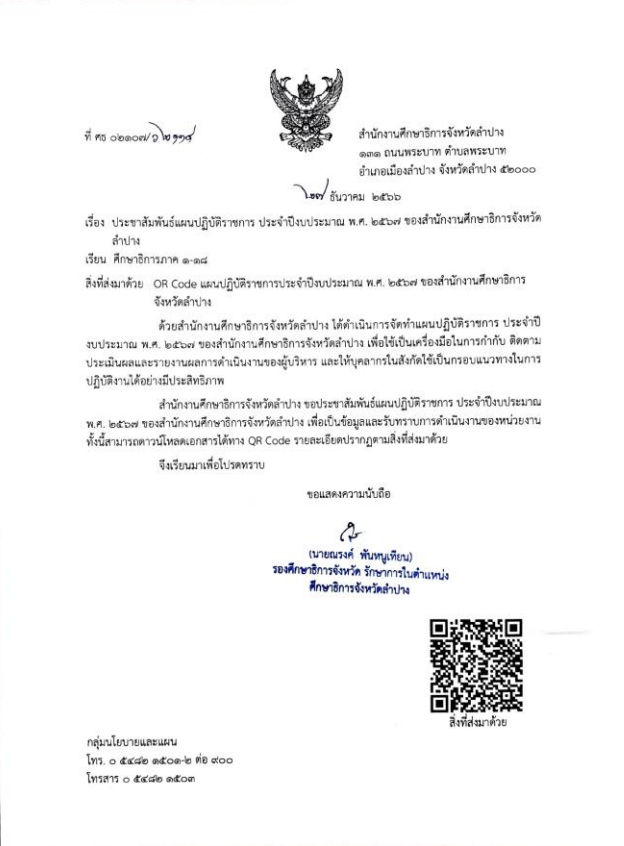 ที่ ศธ ๐๒๑๐๗/
สำนักงานศึกษาธิการจังหวัดลำปาง
๑๓๑ ถนนพระบาท ตำบลพระบาท
อำเภอเมืองลำปาง จังหวัดลำปาง ๕๒๐๐๐
๒๗ ธันวาคม ๒๕๖๖
เรื่อง ประชาสัมพันธ์แผนปฏิบัติราชการ ประจำปีงบประมาณ พ.ศ. ๒๕๖๗ ของสำนักงานศึกษาธิการจังหวัด
ลำปาง
เรียน ศึกษาธิการภาค ๑-๑๘
สิ่งที่ส่งมาด้วย QR Code แผนปฏิบัติราชการประจำปีงบประมาณ พ.ศ. ๒๕๖๗ ของสำนักงานศึกษาธิการ
จังหวัดลำปาง
ด้วยสำนักงานศึกษาธิการจังหวัดลำปาง ได้ดำเนินการจัดทำแผนปฏิบัติราชการ ประจำปี
งบประมาณ พ.ศ. ๒๕๖๗ ของสำนักงานศึกษาธิการจังหวัดลำปาง เพื่อใช้เป็นเครื่องมือในการกำกับ ติดตาม
ประเมินผลและรายงานผลการดำเนินงานของผู้บริหาร และให้บุคลากรในสังกัดใช้เป็นกรอบแนวทางในการ
ปฏิบัติงานได้อย่างมีประสิทธิภาพ
สำนักงานศึกษาธิการจังหวัดลำปาง ขอประชาสัมพันธ์แผนปฏิบัติราชการ ประจำปีงบประมาณ
พ.ศ. ๒๕๖๗ ของสำนักงานศึกษาธิการจังหวัดลำปาง เพื่อเป็นข้อมูลและรับทราบการดำเนินงานของหน่วยงาน
ทั้งนี้สามารถดาวน์โหลดเอกสารได้ทาง QR Code รายละเอียดปรากฏตามสิ่งที่ส่งมาด้วย
จึงเรียนมาเพื่อโปรดทราบ
ขอแสดงความนับถือ
(นายณรงค์ พันหนูเทียน)
รองศึกษาธิการจังหวัด รักษาการในตำแหน่ง
ศึกษาธิการจังหวัดลำปาง
สิ่งที่ส่งมาด้วย
กลุ่มนโยบายและแผน
โทร. ๐ ๕๔๘๒ ๑๕๐๑-๒ ต่อ ๙๐๐
โทรสาร ๐ ๕๔๘๒ ๑๕๐๓